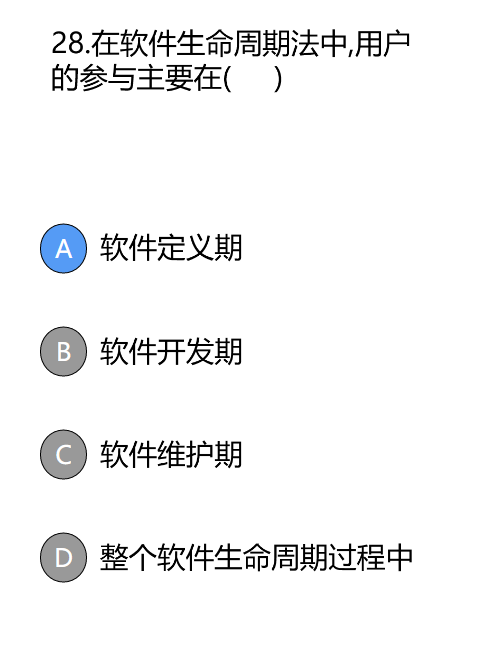 28.在软件生命周期法中,用户
的参与主要在(      )
A 软件定义期
B 软件开发期
C 软件维护期
D 整个软件生命周期过程中